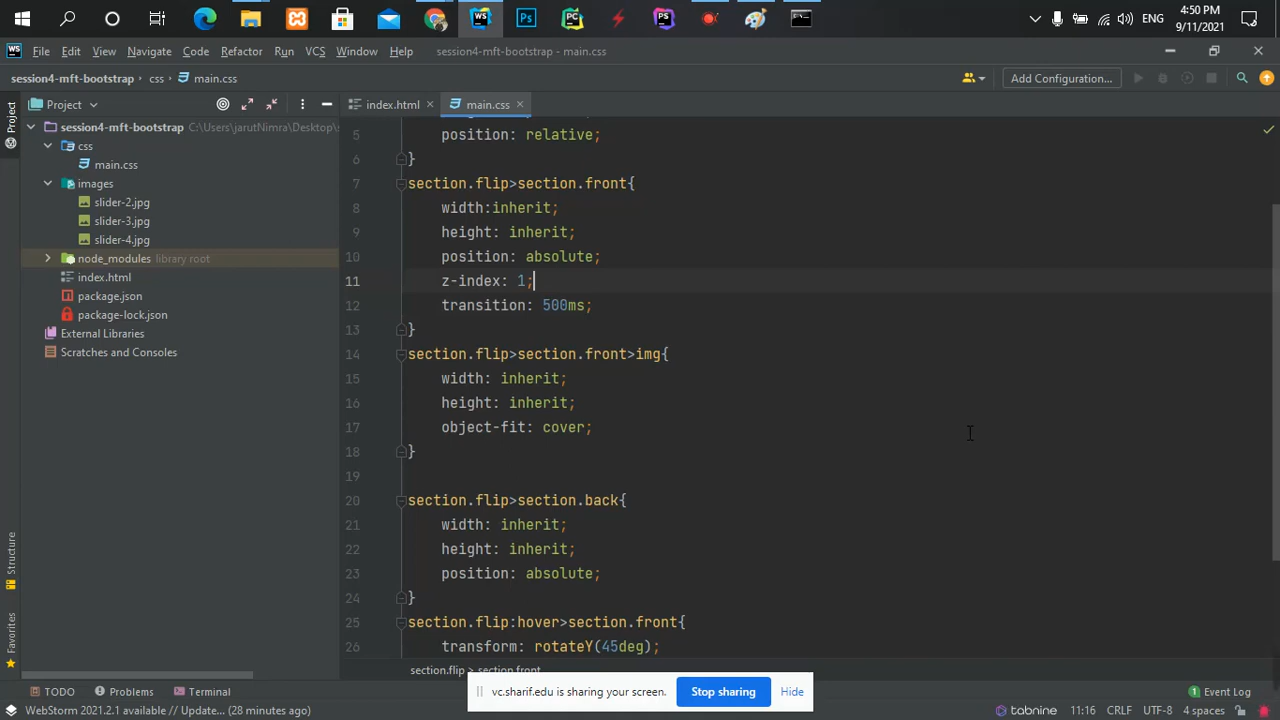 WS
Ps
PC
PS
ENG
4:50 PM
9/11/2021
WS
File Edit View Navigate Code Refactor Run VCS Window Help session4-mft-bootstrap - main.css
session4-mft-bootstrap › css › main.css
Add Configuration...
Project
Project
index.html
main.css
session4-mft-bootstrap C:\Users\jarutNimra\Desktop\s
css
main.css
images
slider-2.jpg
slider-3.jpg
slider-4.jpg
node_modules library root
index.html
package.json
package-lock.json
External Libraries
Scratches and Consoles
Structure
Favorites
5 position: relative;
6 }
7 section.flip>section.front{
8 width:inherit;
9 height: inherit;
10 position: absolute;
11 z-index: 1;
12 transition: 500ms;
13 }
14 section.flip>section.front>img{
15 width: inherit;
16 height: inherit;
17 object-fit: cover;
18 }
19
20 section.flip>section.back{
21 width: inherit;
22 height: inherit;
23 position: absolute;
24 }
25 section.flip:hover>section.front{
26 transform: rotateY(45deg);
section.flip › section.front
TODO Problems Terminal
vc.sharif.edu is sharing your screen. Stop sharing Hide
Event Log
WebStorm 2021.2.1 available // Update... (28 minutes ago)
tabnine 11:16 CRLF UTF-8 4 spaces